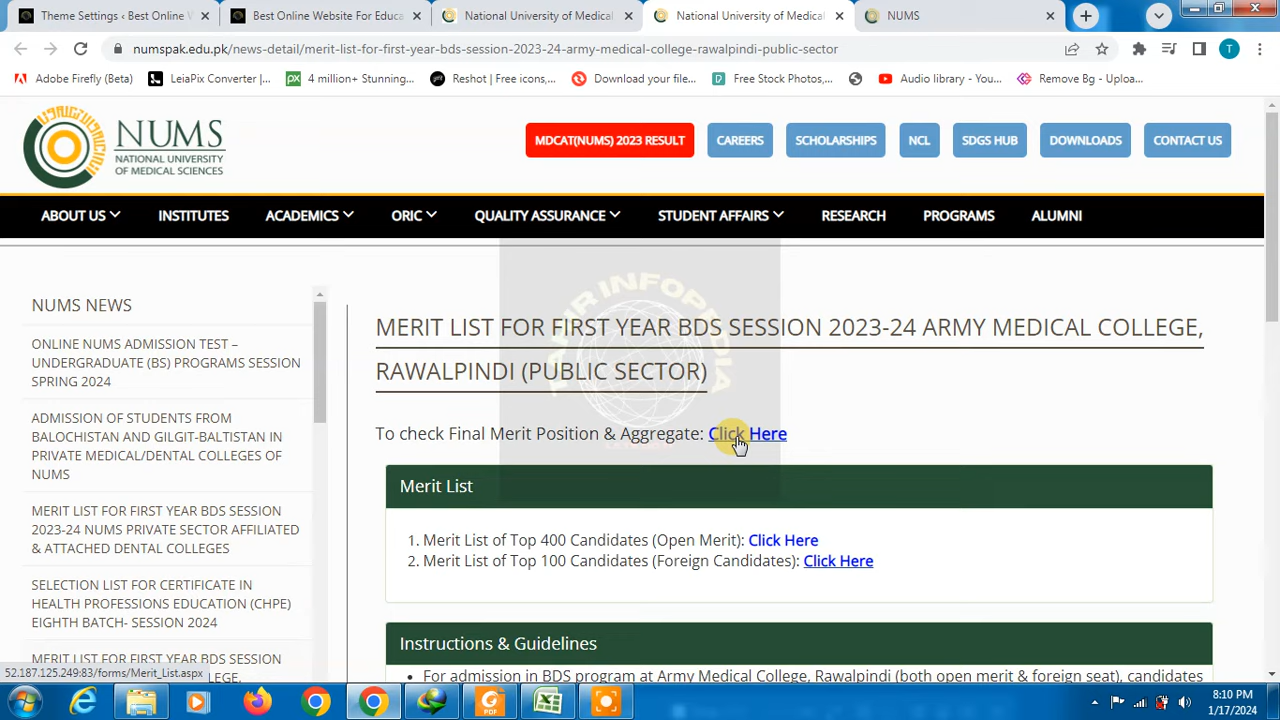 Theme Settings ‹ Best Online W
Best Online Website For Educa
National University of Medical
National University of Medical
NUMS
numspak.edu.pk/news-detail/merit-list-for-first-year-bds-session-2023-24-army-medical-college-rawalpindi-public-sector
T
Adobe Firefly (Beta)
LeiaPix Converter |...
4 million+ Stunning...
Reshot | Free icons,...
Download your file...
Free Stock Photos,...
Audio library - You...
Remove Bg - Uploa...
NUMS
NATIONAL UNIVERSITY
OF MEDICAL SCIENCES
MDCAT(NUMS) 2023 RESULT
CAREERS
SCHOLARSHIPS
NCL
SDGS HUB
DOWNLOADS
CONTACT US
ABOUT US
INSTITUTES
ACADEMICS
ORIC
QUALITY ASSURANCE
STUDENT AFFAIRS
RESEARCH
PROGRAMS
ALUMNI
NUMS NEWS
ONLINE NUMS ADMISSION TEST –
UNDERGRADUATE (BS) PROGRAMS SESSION
SPRING 2024
ADMISSION OF STUDENTS FROM
BALOCHISTAN AND GILGIT-BALTISTAN IN
PRIVATE MEDICAL/DENTAL COLLEGES OF
NUMS
MERIT LIST FOR FIRST YEAR BDS SESSION
2023-24 NUMS PRIVATE SECTOR AFFILIATED
& ATTACHED DENTAL COLLEGES
SELECTION LIST FOR CERTIFICATE IN
HEALTH PROFESSIONS EDUCATION (CHPE)
EIGHTH BATCH- SESSION 2024
MERIT LIST FOR FIRST YEAR BDS SESSION
LEGE,
MERIT LIST FOR FIRST YEAR BDS SESSION 2023-24 ARMY MEDICAL COLLEGE,
RAWALPINDI (PUBLIC SECTOR)
To check Final Merit Position & Aggregate: Click Here
Merit List
1. Merit List of Top 400 Candidates (Open Merit): Click Here
2. Merit List of Top 100 Candidates (Foreign Candidates): Click Here
Instructions & Guidelines
• For admission in BDS program at Army Medical College, Rawalpindi (both open merit & foreign seat), candidates
52.187.125.249:83/forms/Merit_List.aspx
PDF
8:10 PM
1/17/2024